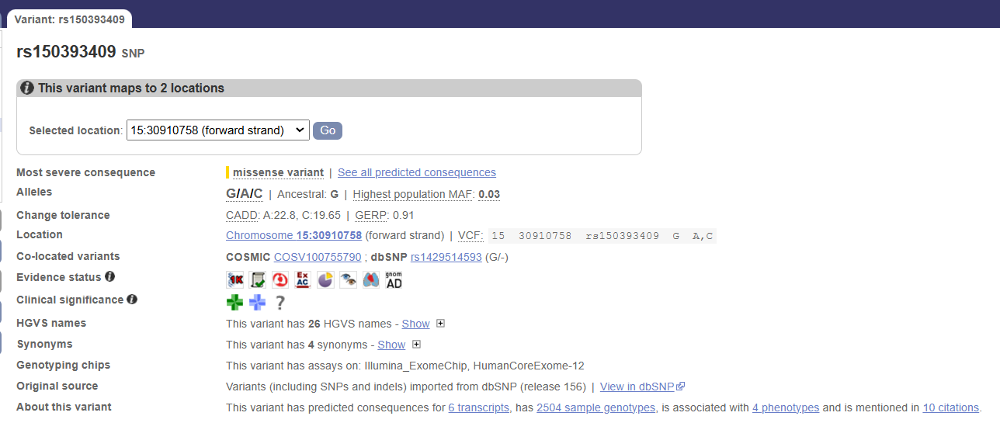 Variant: rs150393409
rs150393409 SNP
This variant maps to 2 locations
Selected location: 15:30910758 (forward strand) Go
Most severe consequence missense variant | See all predicted consequences
Alleles G/A/C | Ancestral: G | Highest population MAF: 0.03
Change tolerance CADD: A:22.8, C:19.65 | GERP: 0.91
Location Chromosome 15:30910758 (forward strand) | VCF: 15 30910758 rs150393409 G A,C
Co-located variants COSMIC COSV100755790 ; dbSNP rs1429514593 (G/-)
Evidence status i 1K Ex AC gnom AD
Clinical significance i ?
HGVS names This variant has 26 HGVS names - Show
Synonyms This variant has 4 synonyms - Show
Genotyping chips This variant has assays on: Illumina_ExomeChip, HumanCoreExome-12
Original source Variants (including SNPs and indels) imported from dbSNP (release 156) | View in dbSNP
About this variant This variant has predicted consequences for 6 transcripts, has 2504 sample genotypes, is associated with 4 phenotypes and is mentioned in 10 citations.